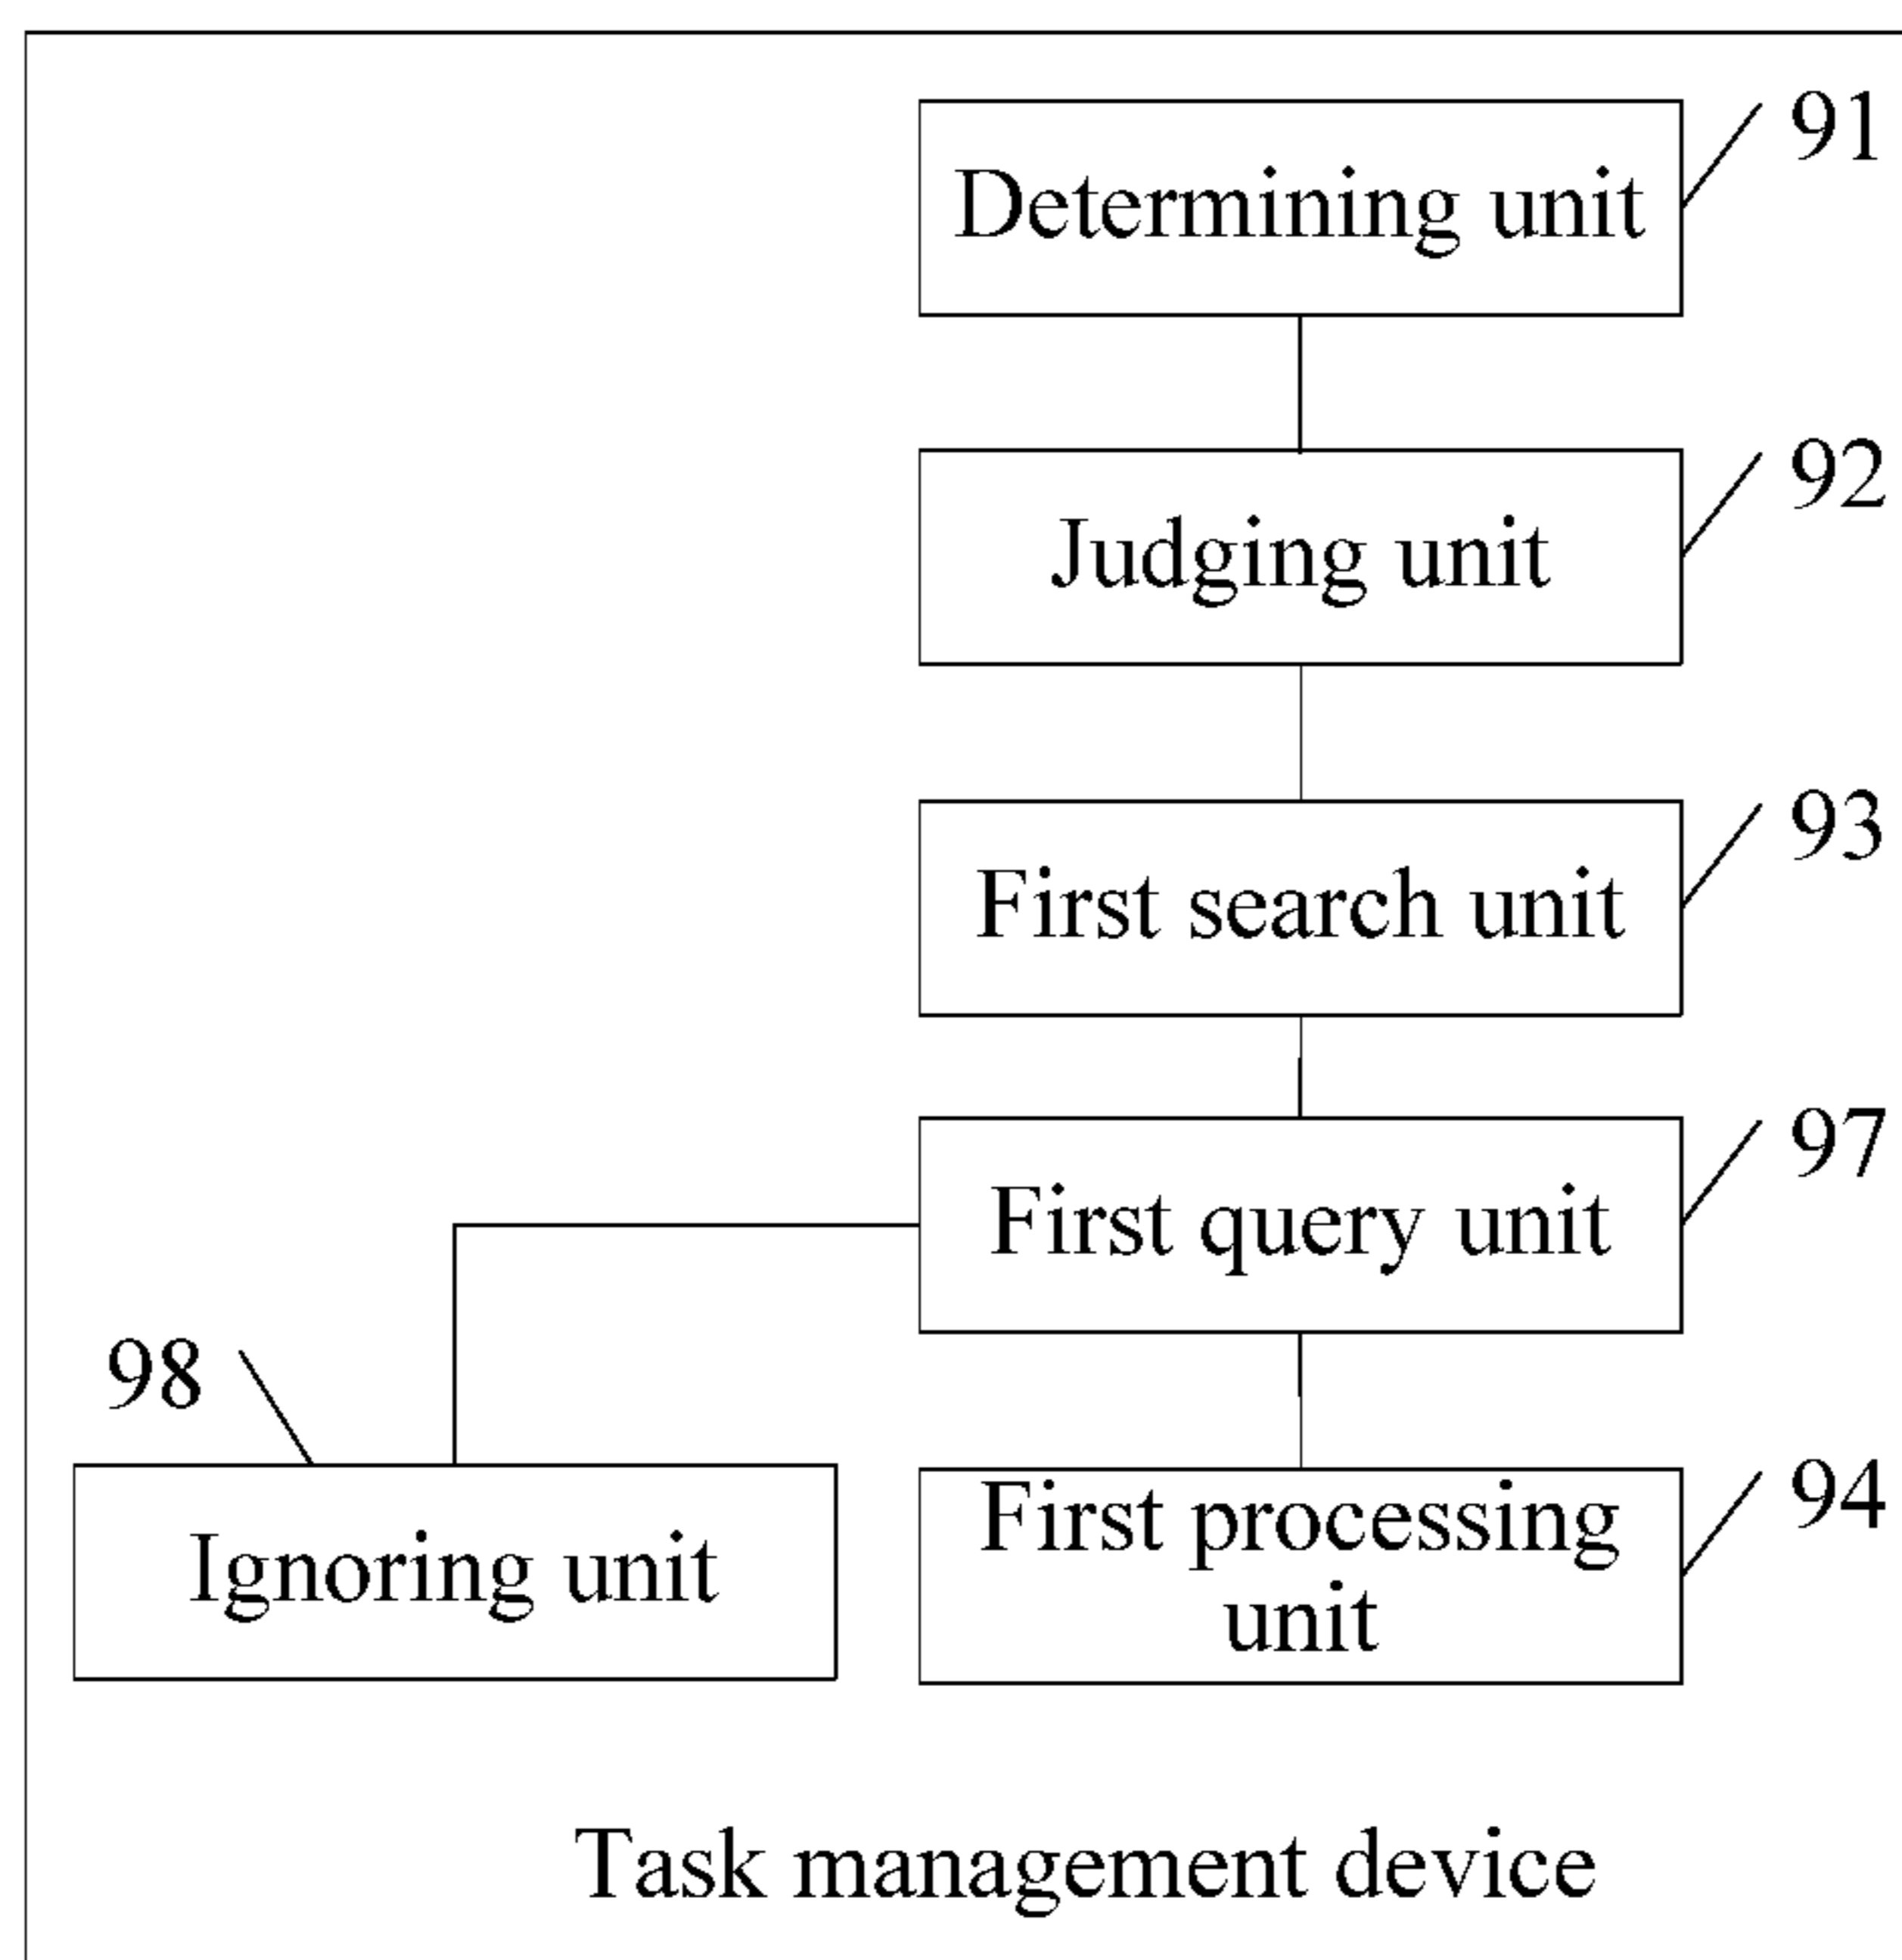 91
Determining unit
92
Judging unit
93
First search unit
97
First query unit
98
94
Ignoring unit
First processing
unit
Task management device